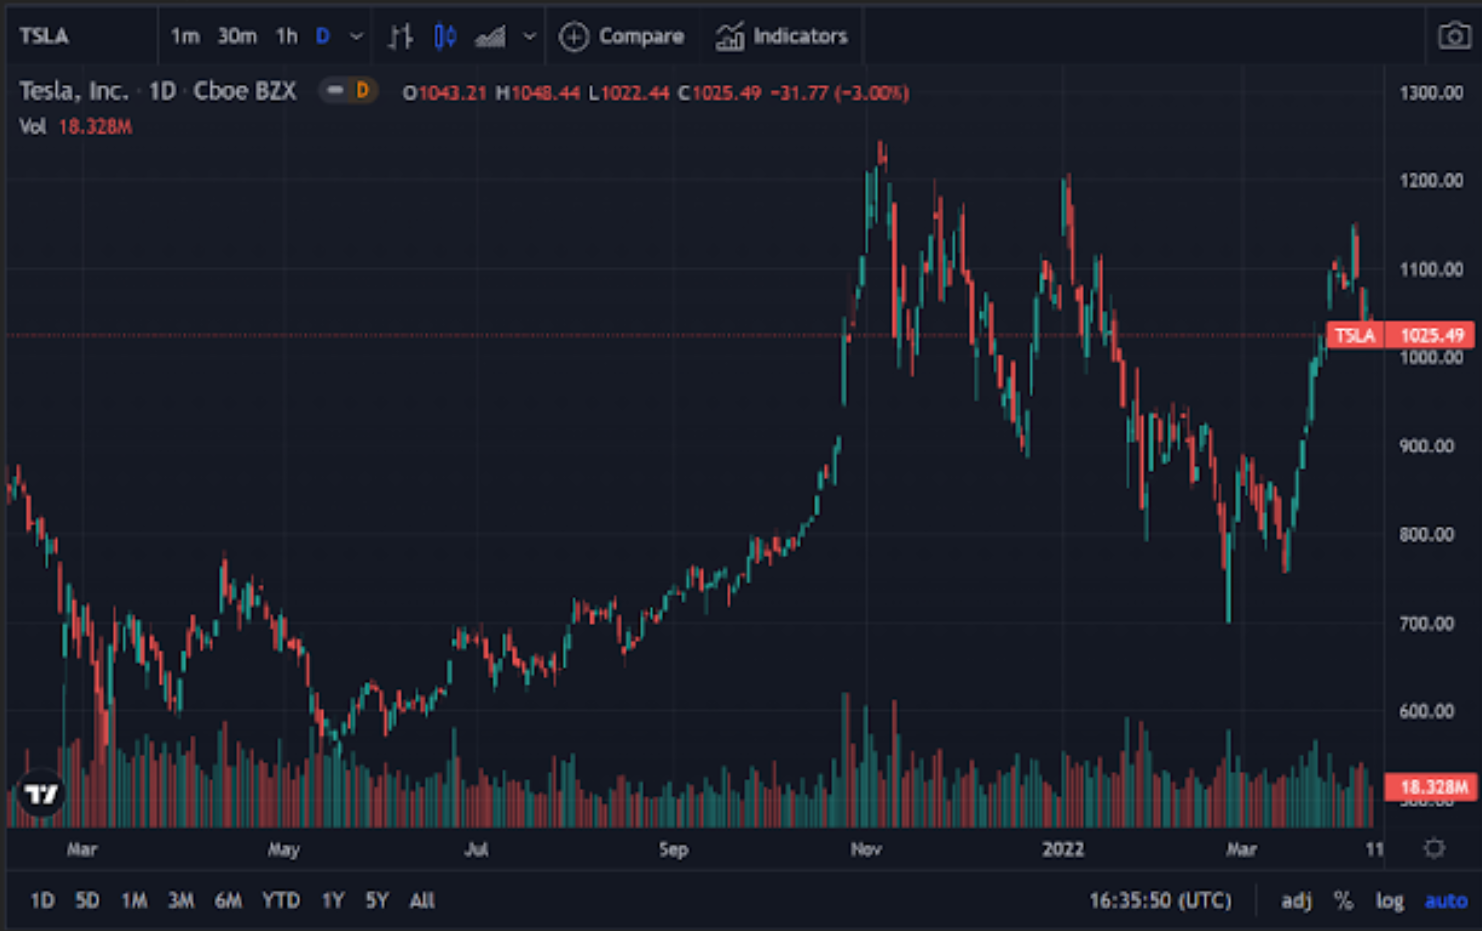 TSLA 1m 30m 1h D Compare Indicators
Tesla, Inc. · 1D · Cboe BZX D O1043.21 H1048.44 L1022.44 C1025.49 −31.77 (−3.00%)
Vol 18.328M
1300.00
1200.00
1100.00
TSLA 1025.49
1000.00
900.00
800.00
700.00
600.00
18.328M
Mar May Jul Sep Nov 2022 Mar 11
1D 5D 1M 3M 6M YTD 1Y 5Y All 16:35:50 (UTC) adj % log auto